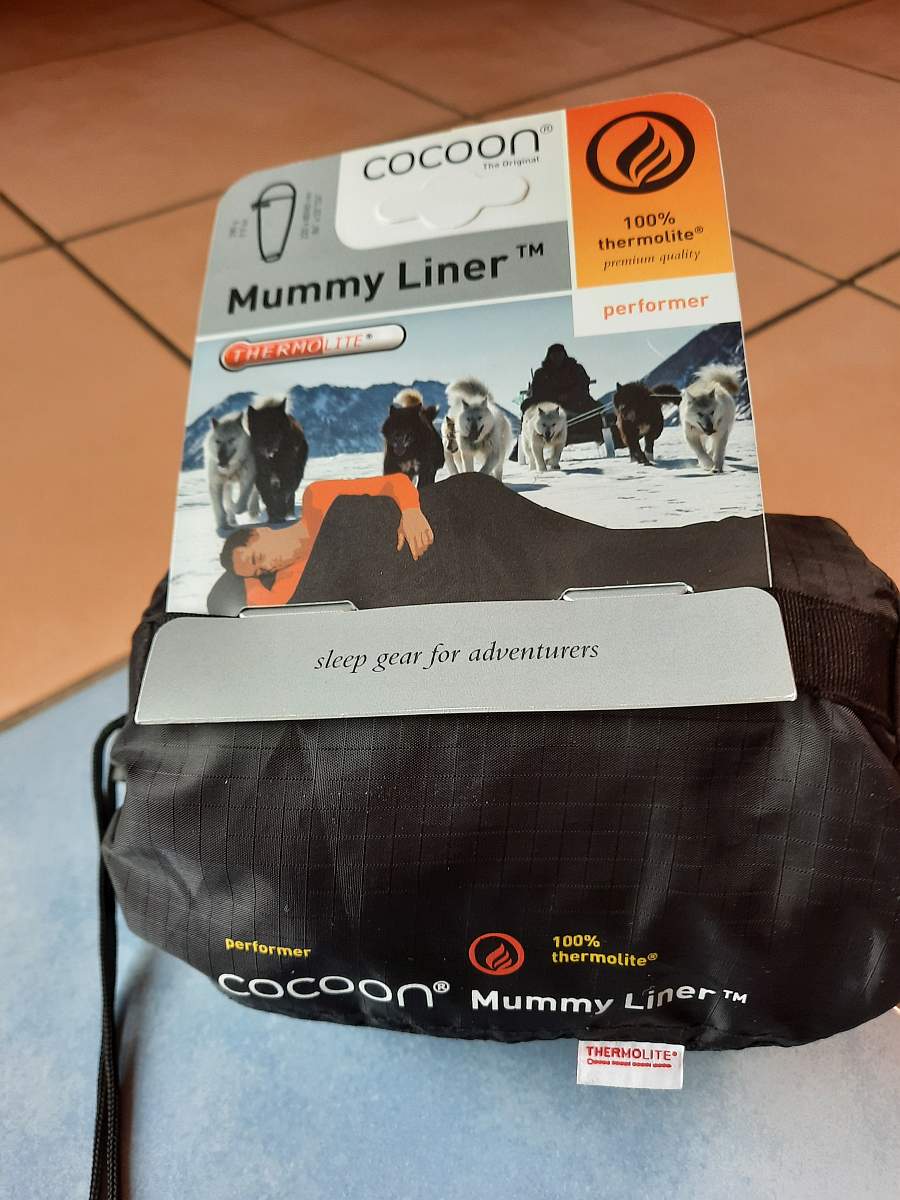 cocoon®
The Original
Mummy Liner™
100%
thermolite®
premium quality
performer
THERMOLITE®
sleep gear for adventurers
performer
100%
thermolite®
cocoon® Mummy Liner™
THERMOLITE®